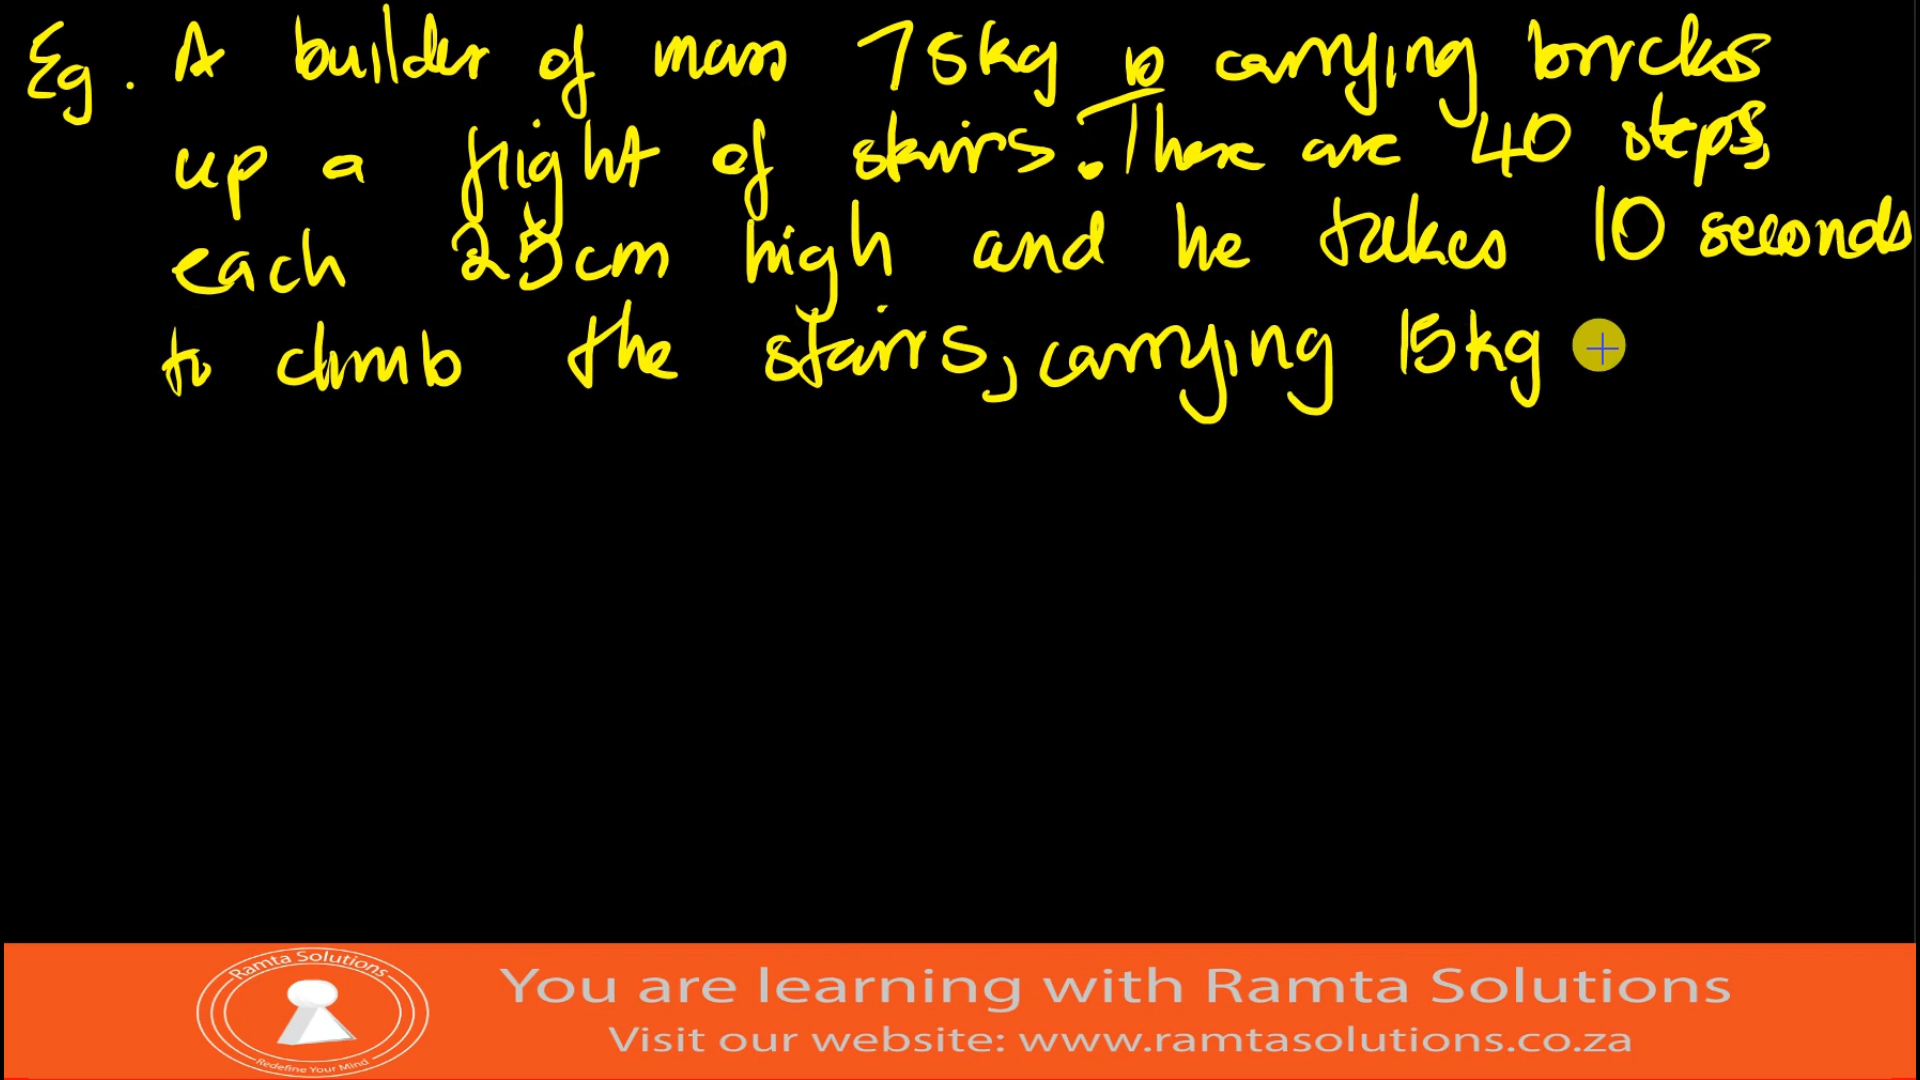 Eg. A builder of mass 75kg is carrying bricks
up a flight of stairs. There are 40 steps,
each 25cm high and he takes 10 seconds
to climb the stairs, carrying 15kg
Ramta Solutions
Redefine Your Mind
You are learning with Ramta Solutions
Visit our website: www.ramtasolutions.co.za